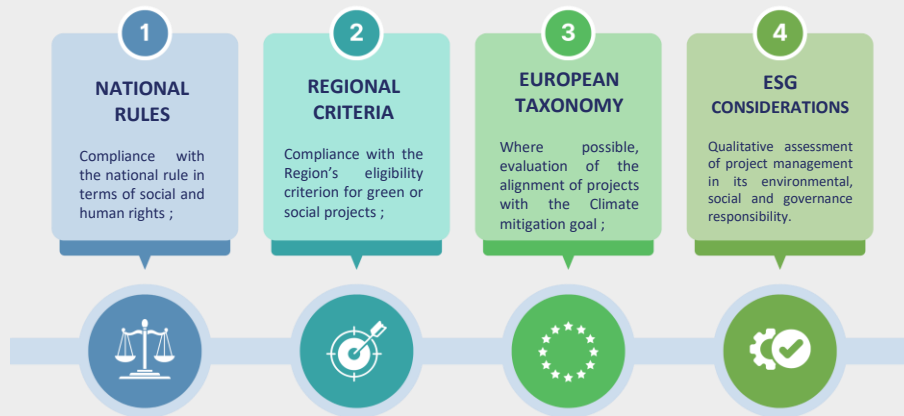 1
NATIONAL
RULES
Compliance with
the national rule in
terms of social and
human rights ;
2
REGIONAL
CRITERIA
Compliance with the
Region’s eligibility
criterion for green or
social projects ;
3
EUROPEAN
TAXONOMY
Where possible,
evaluation of the
alignment of projects
with the Climate
mitigation goal ;
4
ESG
CONSIDERATIONS
Qualitative assessment
of project management
in its environmental,
social and governance
responsibility.